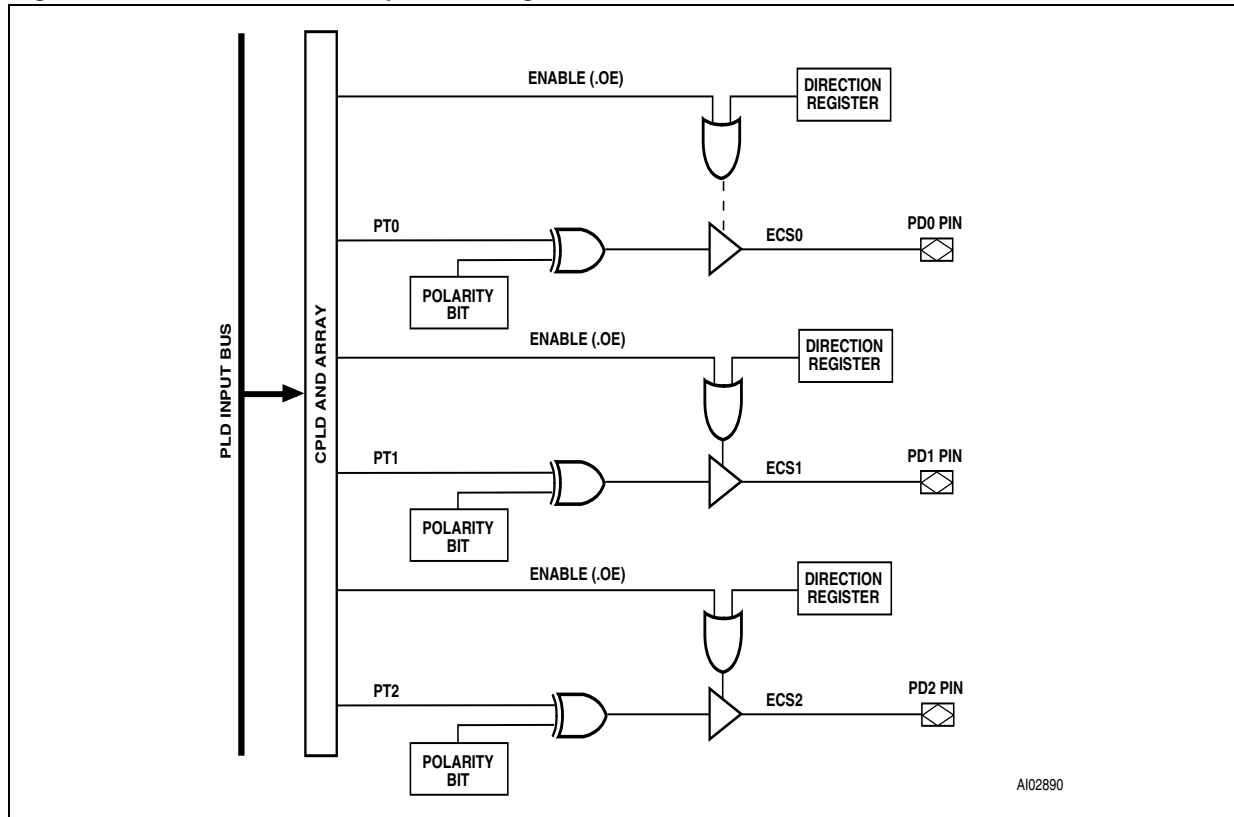 ENABLE (.OE)
DIRECTION
REGISTER
PT0
ECS0
PD0 PIN
POLARITY
BIT
PLD INPUT BUS
CPLD AND ARRAY
ENABLE (.OE)
DIRECTION
REGISTER
PT1
ECS1
PD1 PIN
POLARITY
BIT
ENABLE (.OE)
DIRECTION
REGISTER
PT2
ECS2
PD2 PIN
POLARITY
BIT
AI02890